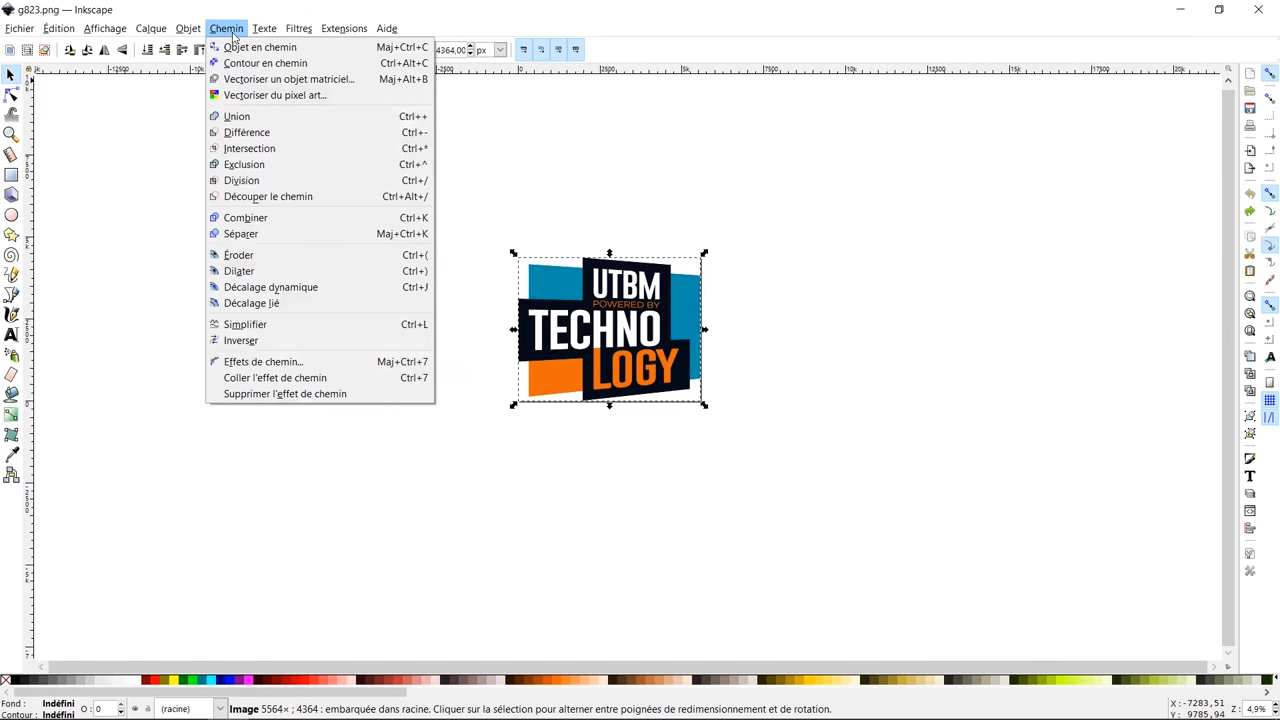 g823.png — Inkscape
Fichier Édition Affichage Calque Objet Chemin Texte Filtres Extensions Aide
4364,00 px
Objet en chemin Maj+Ctrl+C
Contour en chemin Ctrl+Alt+C
Vectoriser un objet matriciel... Maj+Alt+B
Vectoriser du pixel art...
Union Ctrl++
Différence Ctrl+-
Intersection Ctrl+*
Exclusion Ctrl+^
Division Ctrl+/
Découper le chemin Ctrl+Alt+/
Combiner Ctrl+K
Séparer Maj+Ctrl+K
Éroder Ctrl+(
Dilater Ctrl+)
Décalage dynamique Ctrl+J
Décalage lié
Simplifier Ctrl+L
Inverser
Effets de chemin... Maj+Ctrl+7
Coller l'effet de chemin Ctrl+7
Supprimer l'effet de chemin
UTBM
POWERED BY
TECHNO
LOGY
Fond : Indéfini
Contour : Indéfini
O: 0
(racine)
Image 5564× ; 4364 : embarquée dans racine. Cliquer sur la sélection pour alterner entre poignées de redimensionnement et de rotation.
X:-7283,51
Y: 9785,94
Z: 4,9%